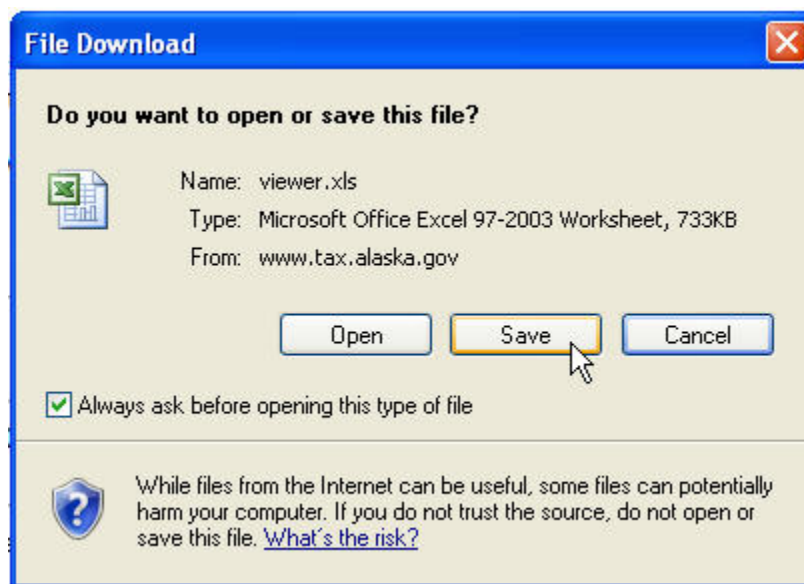 File Download
Do you want to open or save this file?
Name: viewer.xls
Type: Microsoft Office Excel 97-2003 Worksheet, 733KB
From: www.tax.alaska.gov
Open Save Cancel
Always ask before opening this type of file
While files from the Internet can be useful, some files can potentially
harm your computer. If you do not trust the source, do not open or
save this file. What's the risk?